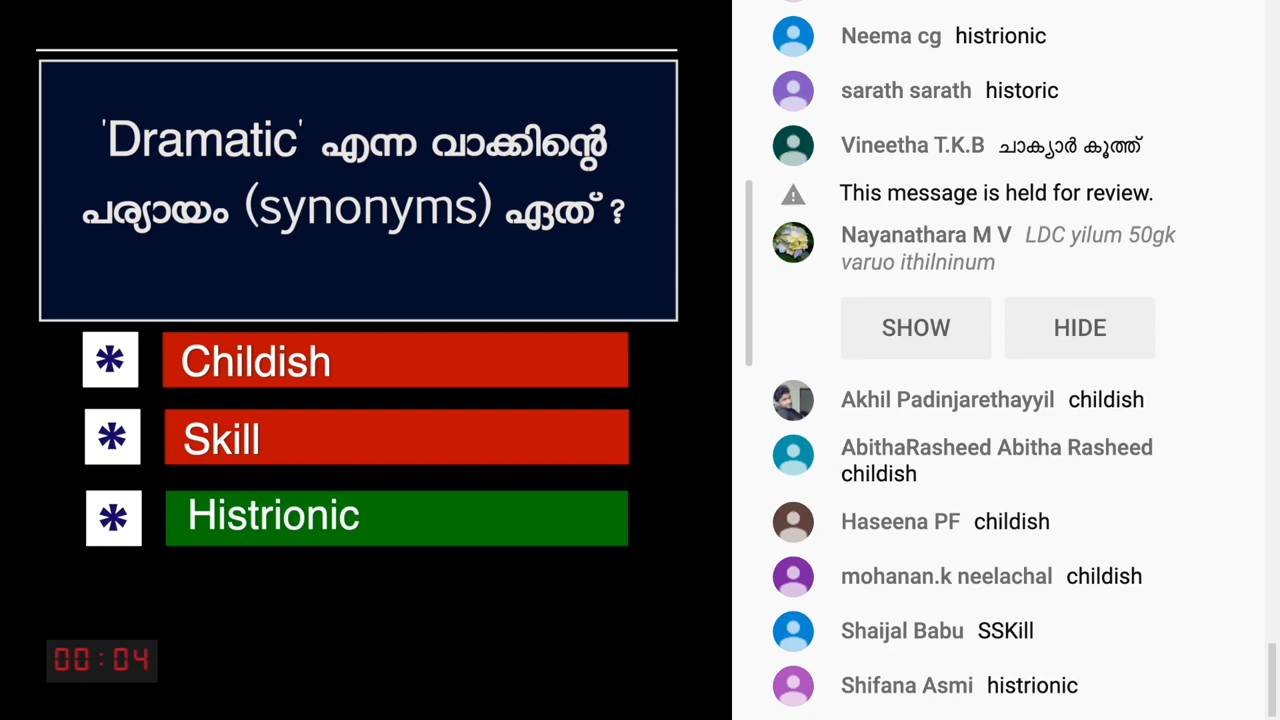 'Dramatic' എന്ന വാക്കിന്റെ
പര്യായം (synonyms) ഏത് ?
* Childish
* Skill
* Histrionic
00:04
Neema cg histrionic
sarath sarath historic
Vineetha T.K.B ചാക്യാർ കൂത്ത്
This message is held for review.
Nayanathara M V LDC yilum 50gk
varuo ithilninum
SHOW HIDE
Akhil Padinjarethayyil childish
AbithaRasheed Abitha Rasheed
childish
Haseena PF childish
mohanan.k neelachal childish
Shaijal Babu SSKill
Shifana Asmi histrionic